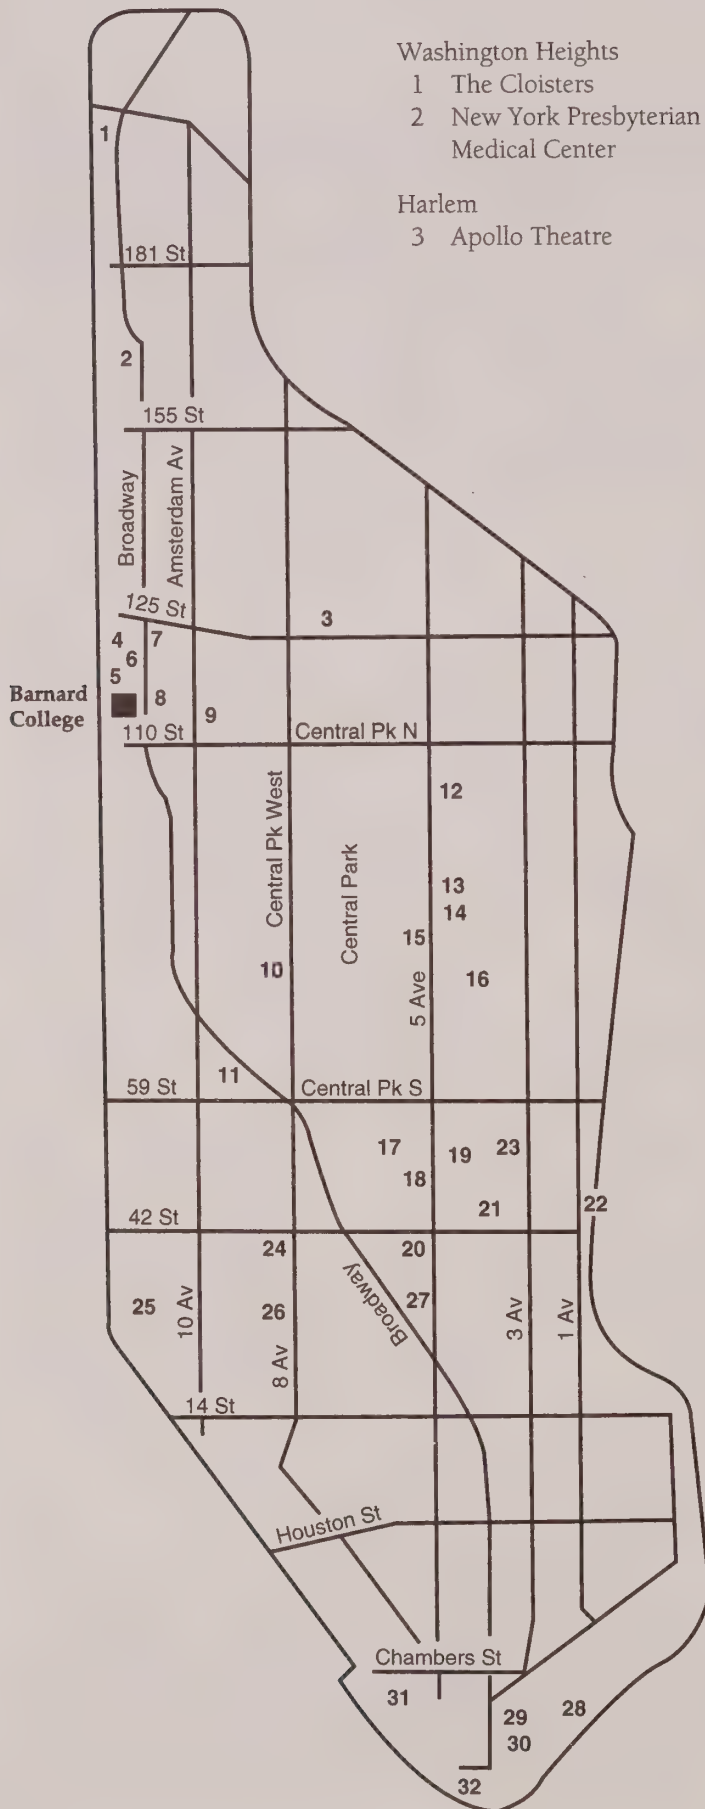 Washington Heights
1 The Cloisters
2 New York Presbyterian
Medical Center
Harlem
3 Apollo Theatre
1
181 St
2
155 St
Broadway
Amsterdam Av
125 St
3
4
7
6
5
Barnard
College
8
9
110 St
Central Pk N
12
Central Pk West
Central Park
13
14
15
10
5 Ave
16
11
59 St
Central Pk S
17
19
23
18
21
22
42 St
24
20
Broadway
25
10 Av
26
27
3 Av
1 Av
8 Av
14 St
Houston St
Chambers St
31
29
28
30
32